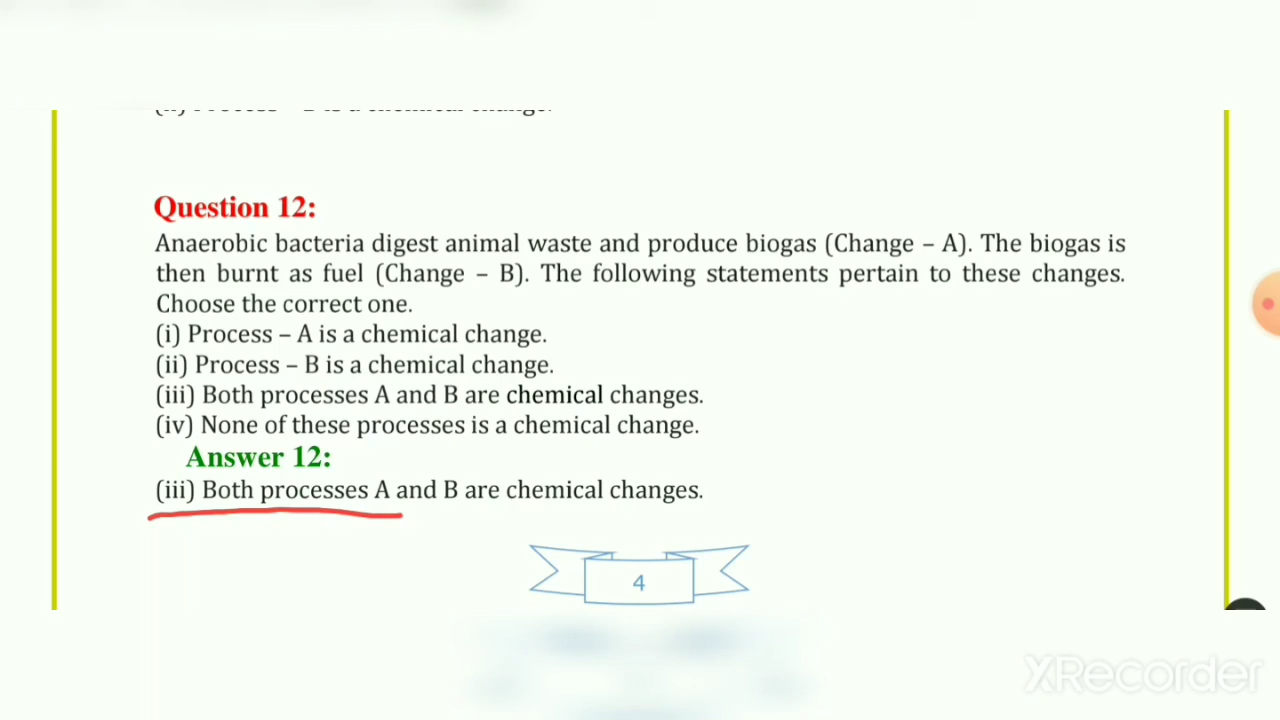 Question 12:
Anaerobic bacteria digest animal waste and produce biogas (Change – A). The biogas is
then burnt as fuel (Change – B). The following statements pertain to these changes.
Choose the correct one.
(i) Process – A is a chemical change.
(ii) Process – B is a chemical change.
(iii) Both processes A and B are chemical changes.
(iv) None of these processes is a chemical change.
Answer 12:
(iii) Both processes A and B are chemical changes.
4
XRecorder